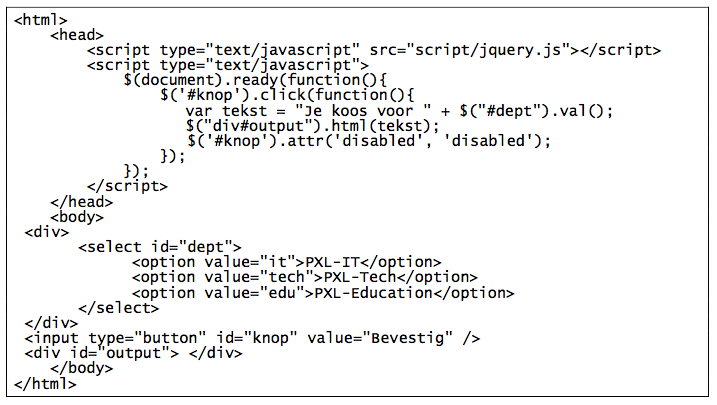 <html>
<head>
<script type="text/javascript" src="script/jquery.js"></script>
<script type="text/javascript">
$(document).ready(function(){
$('#knop').click(function(){
var tekst = "Je koos voor " + $("#dept").val();
$("div#output").html(tekst);
$('#knop').attr('disabled', 'disabled');
});
});
</script>
</head>
<body>
<div>
<select id="dept">
<option value="it">PXL-IT</option>
<option value="tech">PXL-Tech</option>
<option value="edu">PXL-Education</option>
</select>
</div>
<input type="button" id="knop" value="Bevestig" />
<div id="output"> </div>
</body>
</html>